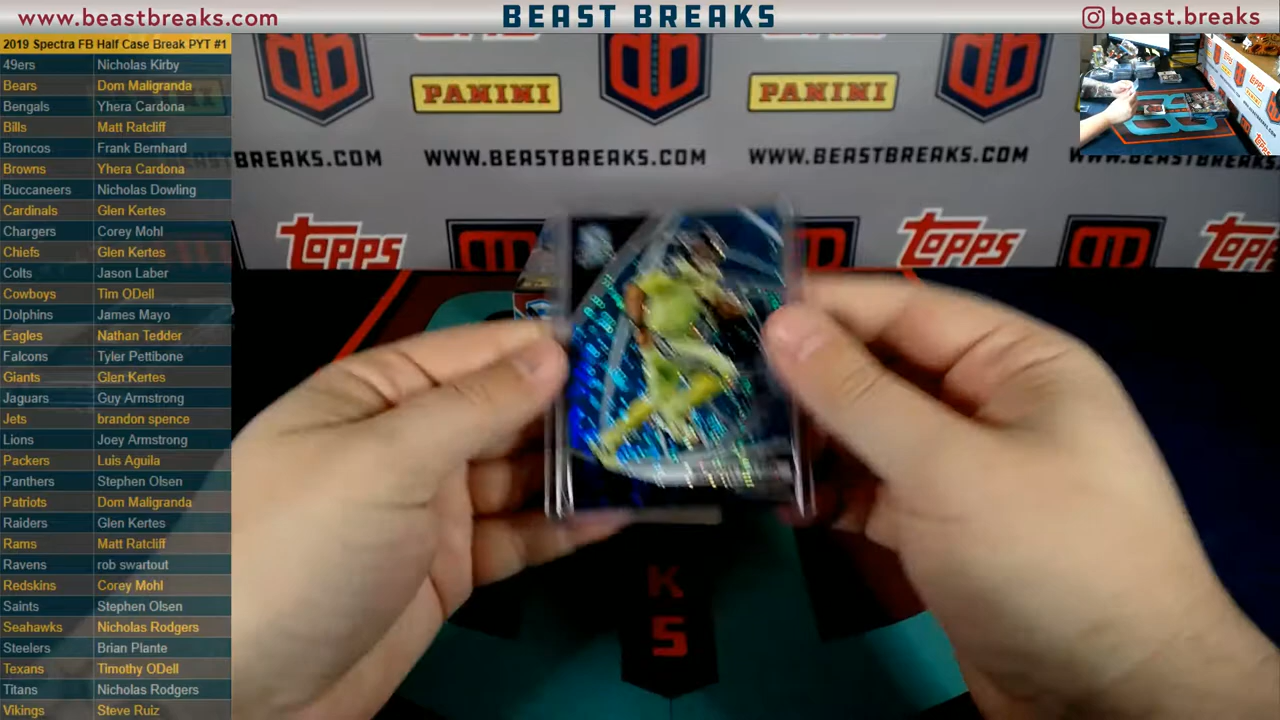 www.beastbreaks.com
BEAST BREAKS
beast.breaks
2019 Spectra FB Half Case Break PYT #1
49ers Nicholas Kirby
Bears Dom Maligranda
Bengals Yhera Cardona
Bills Matt Ratcliff
Broncos Frank Bernhard
Browns Yhera Cardona
Buccaneers Nicholas Dowling
Cardinals Glen Kertes
Chargers Corey Mohl
Chiefs Glen Kertes
Colts Jason Laber
Cowboys Tim ODell
Dolphins James Mayo
Eagles Nathan Tedder
Falcons Tyler Pettibone
Giants Glen Kertes
Jaguars Guy Armstrong
Jets brandon spence
Lions Joey Armstrong
Packers Luis Aguila
Panthers Stephen Olsen
Patriots Dom Maligranda
Raiders Glen Kertes
Rams Matt Ratcliff
Ravens rob swartout
Redskins Corey Mohl
Saints Stephen Olsen
Seahawks Nicholas Rodgers
Steelers Brian Plante
Texans Timothy ODell
Titans Nicholas Rodgers
Vikings Steve Ruiz
PANINI PANINI
BREAKS.COM WWW.BEASTBREAKS.COM WWW.BEASTBREAKS.COM WWW.BEASTBREAKS
topps topps topps
K
S